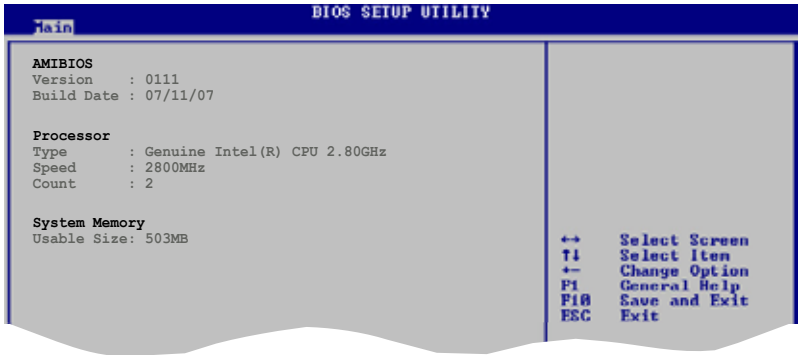 BIOS SETUP UTILITY
Main
AMIBIOS
Version : 0111
Build Date : 07/11/07
Processor
Type : Genuine Intel(R) CPU 2.80GHz
Speed : 2800MHz
Count : 2
System Memory
Usable Size: 503MB
←→ Select Screen
↑↓ Select Item
+- Change Option
F1 General Help
F10 Save and Exit
ESC Exit